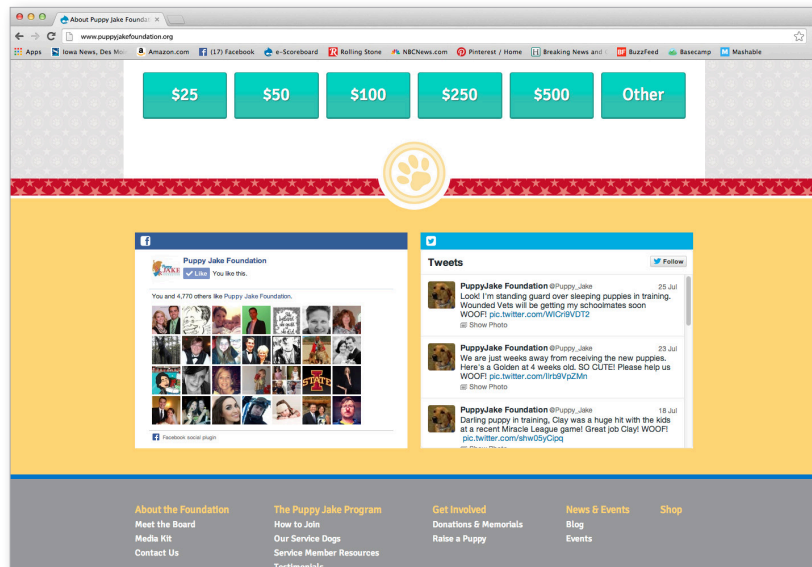 About Puppy Jake Foundat
www.puppyjakefoundation.org
Apps Iowa News, Des Moi Amazon.com (17) Facebook e-Scoreboard Rolling Stone NBCNews.com Pinterest / Home Breaking News and BuzzFeed Basecamp Mashable
$25 $50 $100 $250 $500 Other
Puppy Jake Foundation
Like You like this.
You and 4,770 others like Puppy Jake Foundation.
STATE
Facebook social plugin
Tweets Follow
PuppyJake Foundation @Puppy_Jake 25 Jul
Look! I'm standing guard over sleeping puppies in training.
Wounded Vets will be getting my schoolmates soon
WOOF! pic.twitter.com/WICri9VDT2
Show Photo
PuppyJake Foundation @Puppy_Jake 23 Jul
We are just weeks away from receiving the new puppies.
Here's a Golden at 4 weeks old. SO CUTE! Please help us
WOOF! pic.twitter.com/Iirb9VpZMn
Show Photo
PuppyJake Foundation @Puppy_Jake 18 Jul
Darling puppy in training, Clay was a huge hit with the kids
at a recent Miracle League game! Great job Clay! WOOF!
pic.twitter.com/shw05yCipq
Show Photo
About the Foundation
Meet the Board
Media Kit
Contact Us
The Puppy Jake Program
How to Join
Our Service Dogs
Service Member Resources
Testimonials
Get Involved
Donations & Memorials
Raise a Puppy
News & Events
Blog
Events
Shop